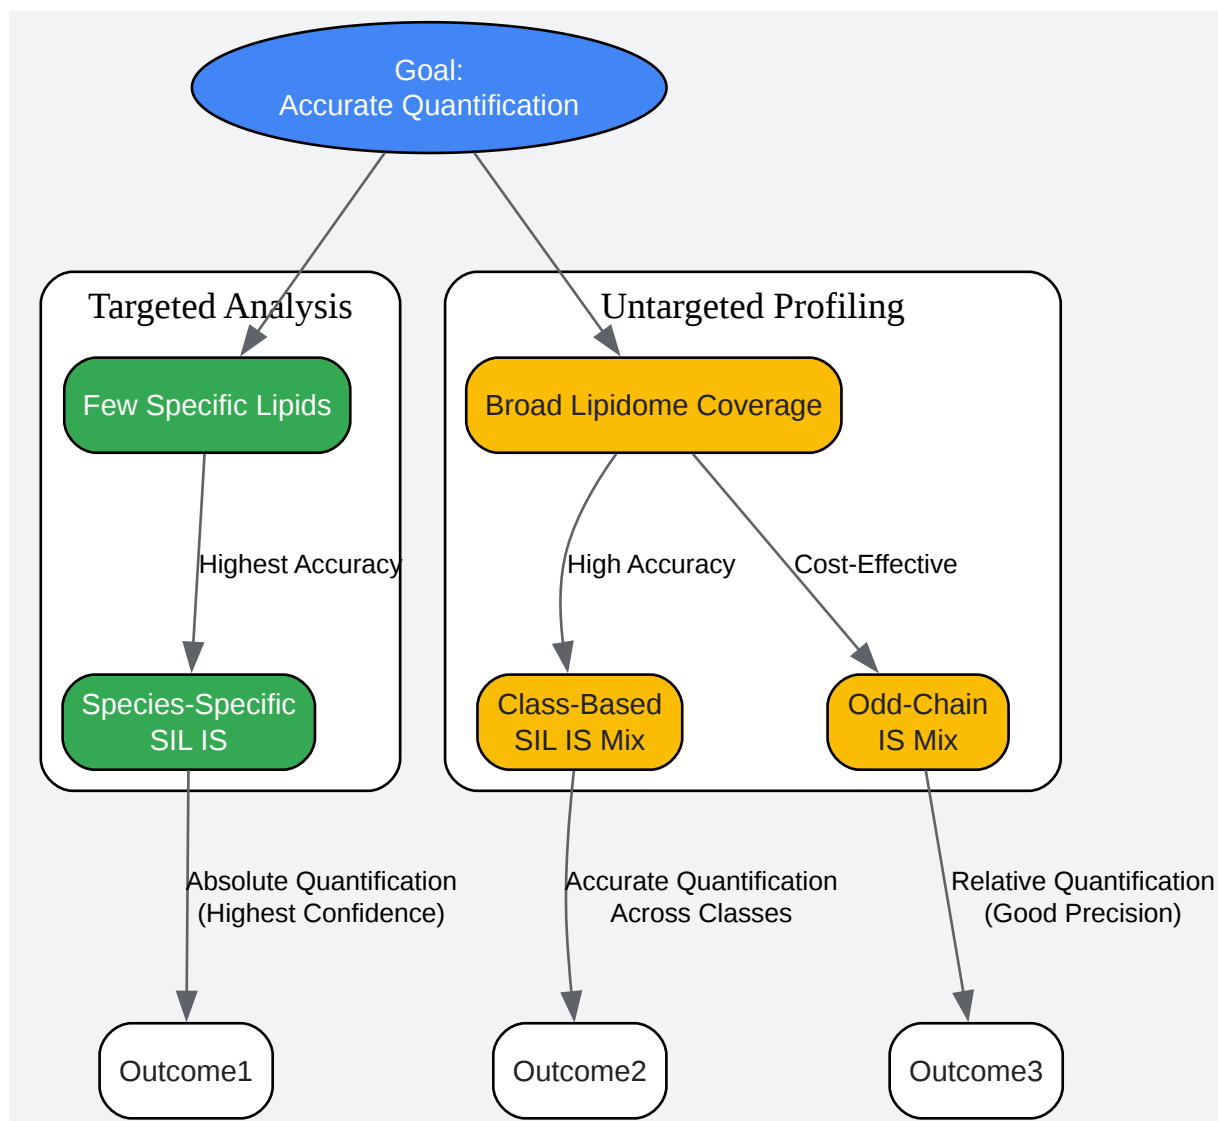 Goal:
Accurate Quantification
Targeted Analysis
Untargeted Profiling
Few Specific Lipids
Broad Lipidome Coverage
Highest Accuracy
High Accuracy
Cost-Effective
Species-Specific
SIL IS
Class-Based
SIL IS Mix
Odd-Chain
IS Mix
Absolute Quantification
(Highest Confidence)
Accurate Quantification
Across Classes
Relative Quantification
(Good Precision)
Outcome1
Outcome2
Outcome3